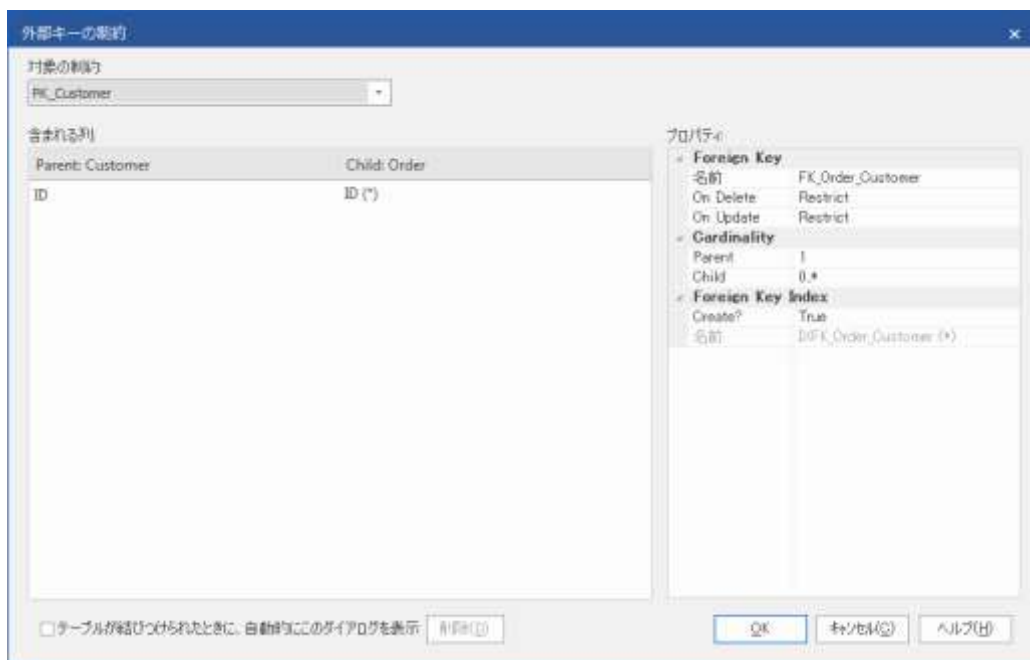 外部キーの制約
対象の制約
PK_Customer
含まれる列
Parent: Customer Child: Order
ID ID (*)
プロパティ
Foreign Key
名前 FK_Order_Customer
On Delete Restrict
On Update Restrict
Cardinality
Parent 1
Child 0..*
Foreign Key Index
Create? True
名前 IXFK_Order_Customer (*)
テーブルが結びつけられたときに、自動的にこのダイアログを表示 削除(D)
OK キャンセル(C) ヘルプ(H)